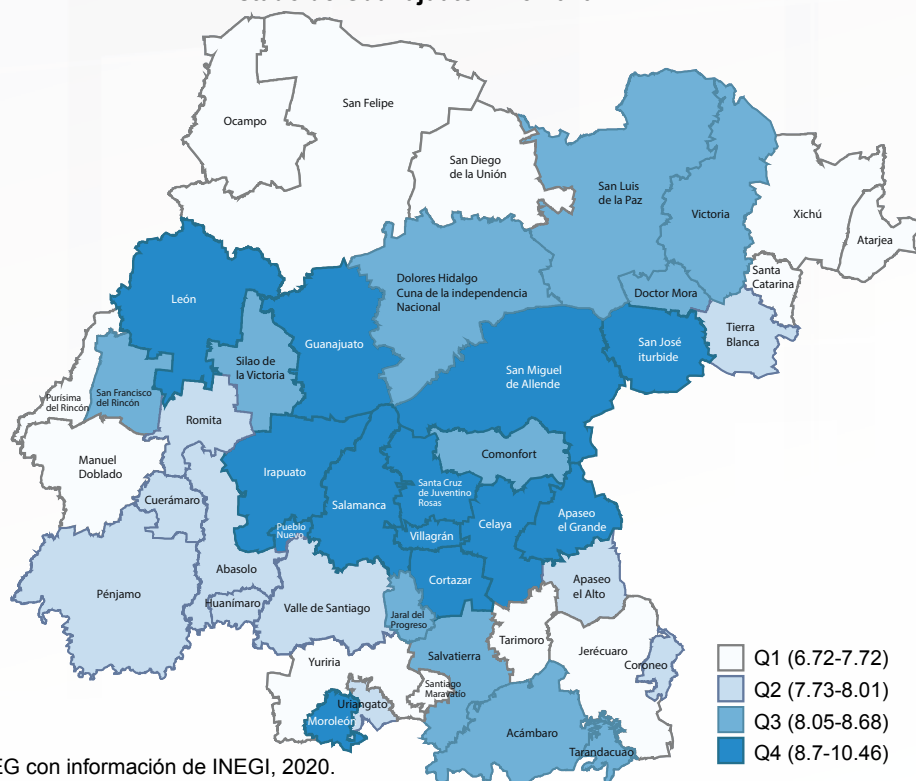 Ocampo
San Felipe
San Diego
de la Unión
San Luis
de la Paz
Victoria
Xichú
Atarjea
Santa
Catarina
Doctor Mora
Tierra
Blanca
León
Dolores Hidalgo
Cuna de la independencia
Nacional
Guanajuato
Silao de
la Victoria
San José
iturbide
San Miguel
de Allende
Purísima
del Rincón
San Francisco
del Rincón
Romita
Manuel
Doblado
Comonfort
Irapuato
Cuerámaro
Salamanca
Santa Cruz
de Juventino
Rosas
Celaya
Apaseo
el Grande
Pueblo
Nuevo
Villagrán
Abasolo
Cortazar
Apaseo
el Alto
Pénjamo
Huanímaro
Valle de Santiago
Jaral del
Progreso
Tarimoro
Jerécuaro
Coroneo
Yuriria
Salvatierra
Santiago
Maravatio
Uriangato
Moroleón
Acámbaro
Tarandacuao
Q1 (6.72-7.72)
Q2 (7.73-8.01)
Q3 (8.05-8.68)
Q4 (8.7-10.46)
EG con información de INEGI, 2020.